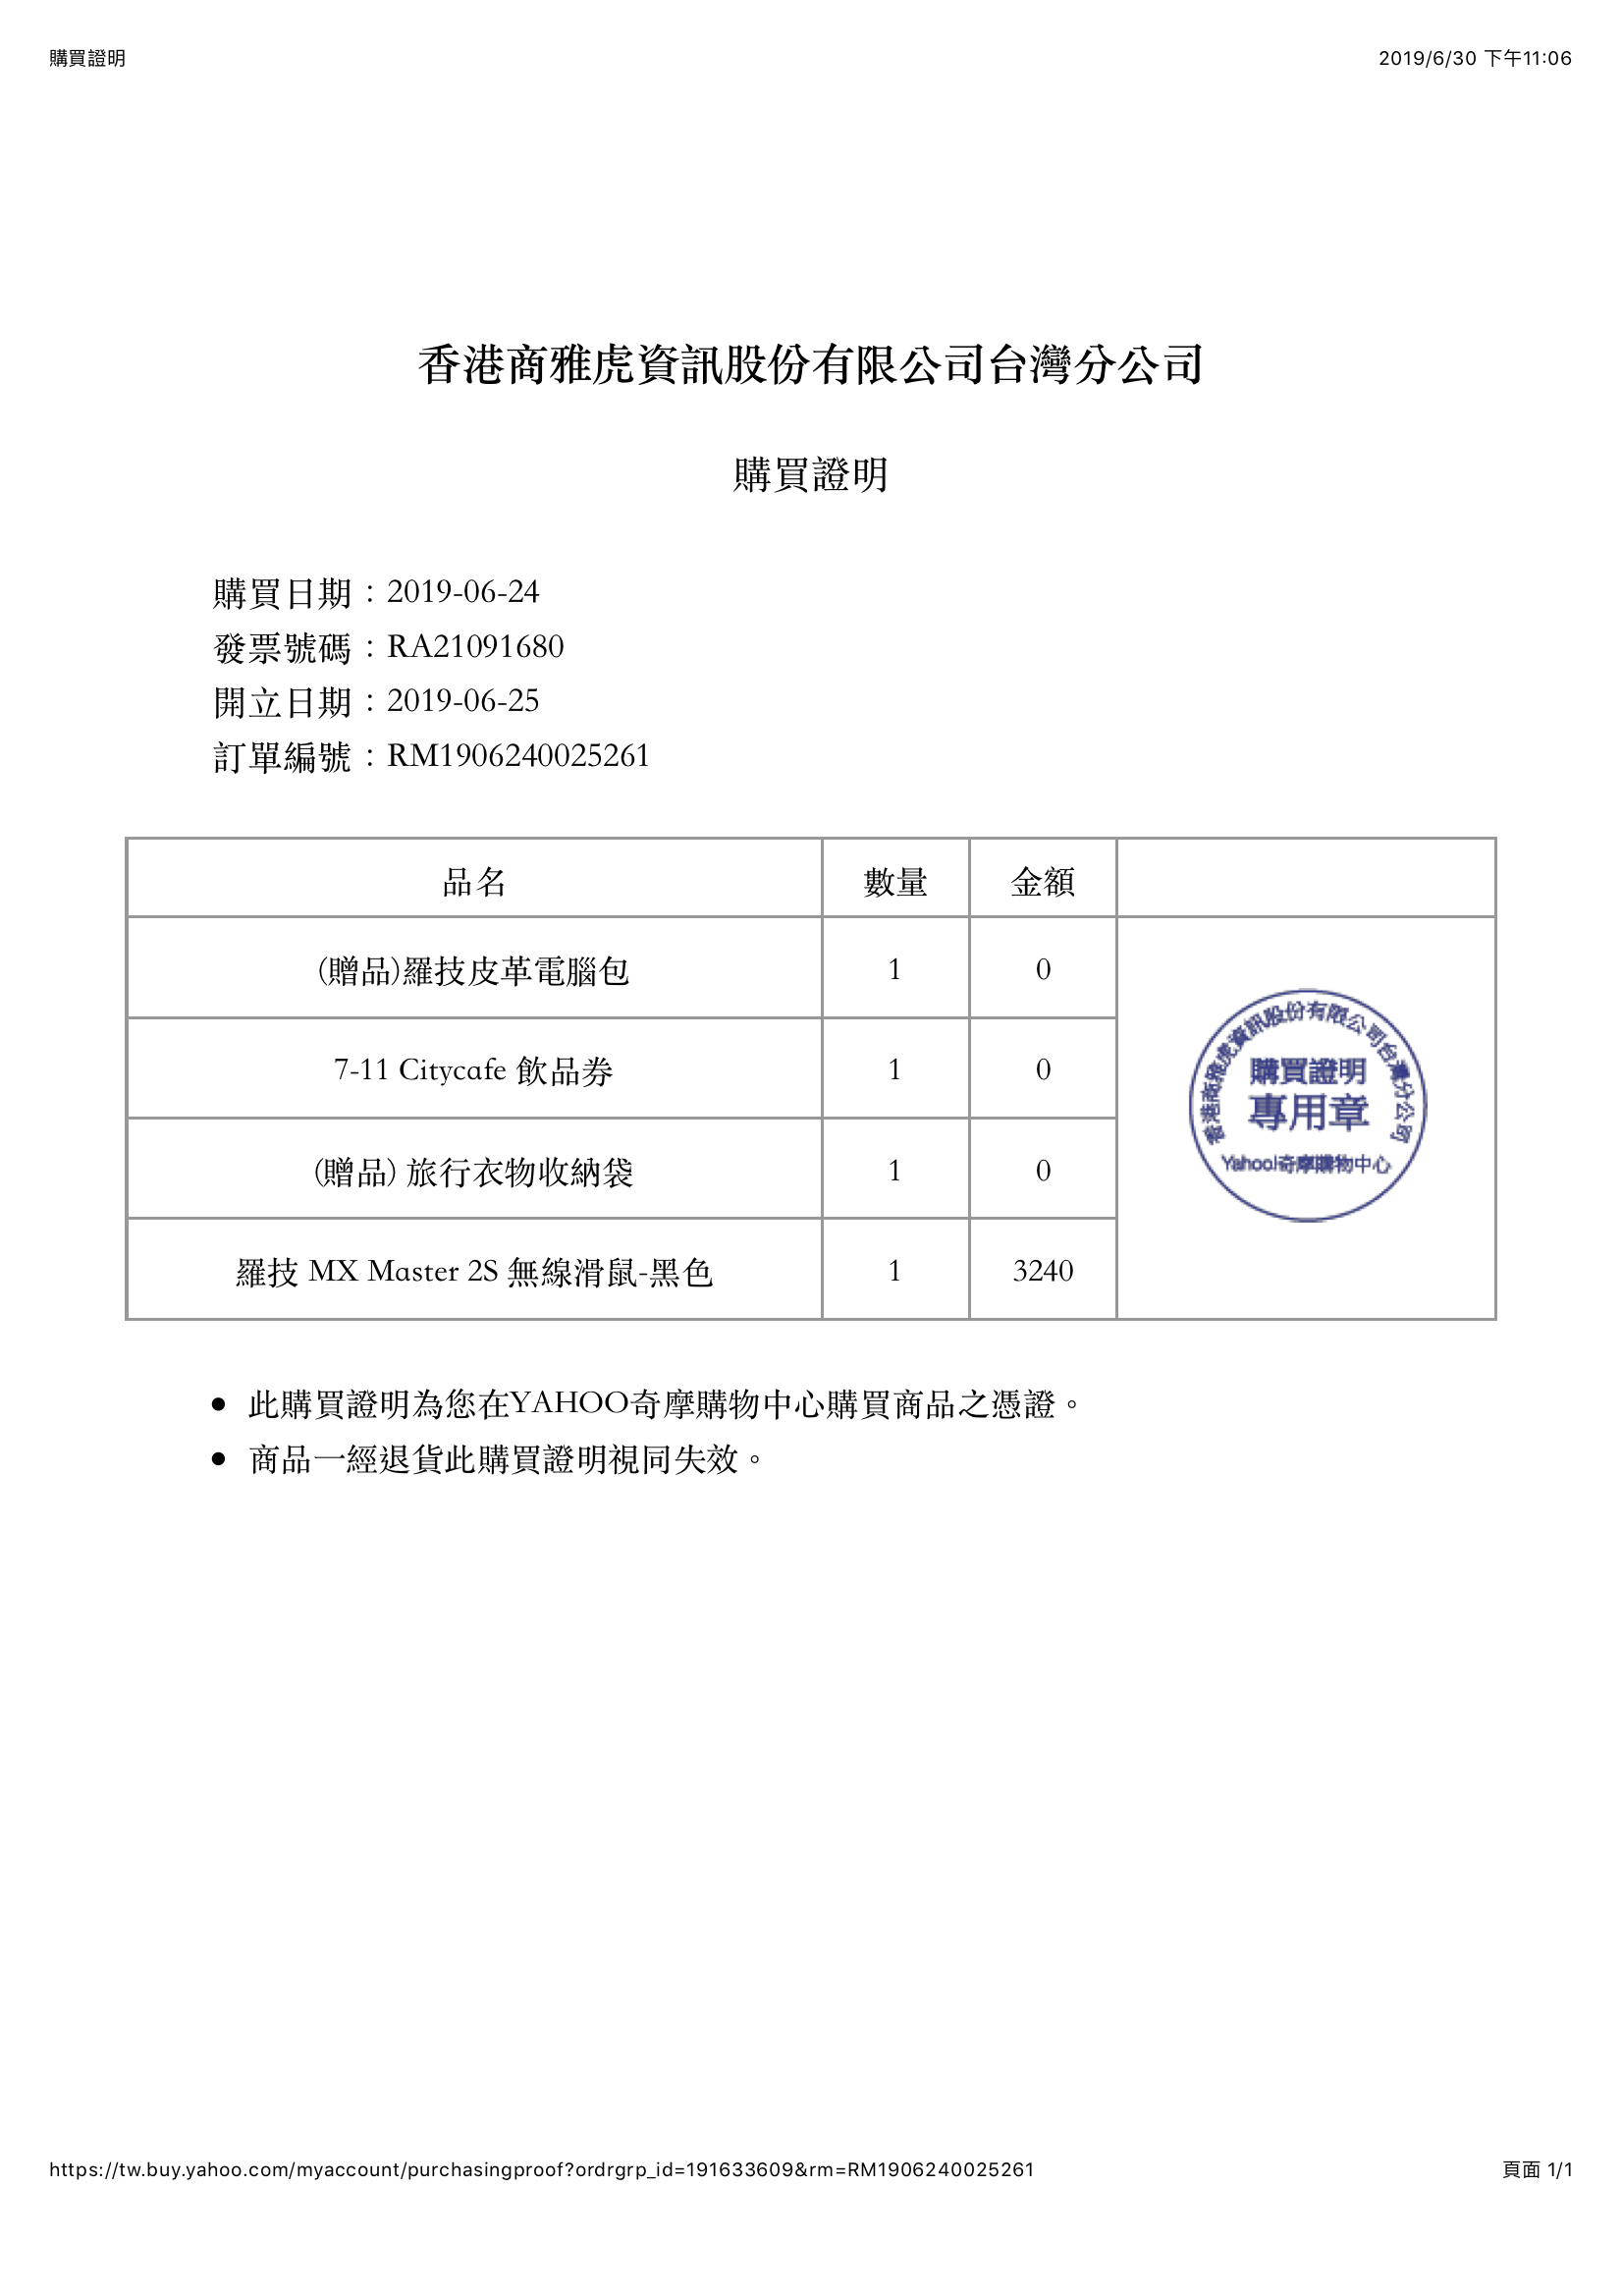 購買證明 2019/6/30 下午11:06
香港商雅虎資訊股份有限公司台灣分公司
購買證明
購買日期：2019-06-24
發票號碼：RA21091680
開立日期：2019-06-25
訂單編號：RM1906240025261
品名 數量 金額
(贈品)羅技皮革電腦包 1 0
7-11 Citycafe 飲品券 1 0
(贈品) 旅行衣物收納袋 1 0
羅技 MX Master 2S 無線滑鼠-黑色 1 3240
香港商雅虎資訊股份有限公司台灣分公司
購買證明
專用章
Yahoo!奇摩購物中心
• 此購買證明為您在YAHOO奇摩購物中心購買商品之憑證。
• 商品一經退貨此購買證明視同失效。
https://tw.buy.yahoo.com/myaccount/purchasingproof?ordrgrp_id=191633609&rm=RM1906240025261 頁面 1/1